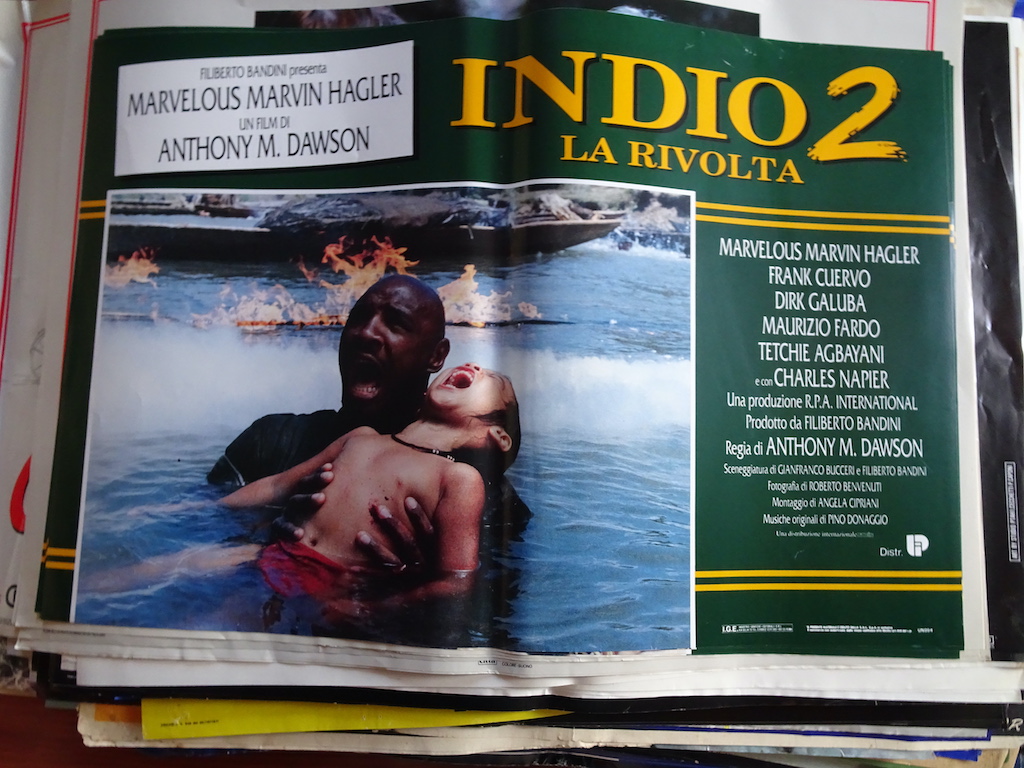 FILIBERTO BANDINI presenta
MARVELOUS MARVIN HAGLER
UN FILM DI
ANTHONY M. DAWSON
INDIO 2
LA RIVOLTA
MARVELOUS MARVIN HAGLER
FRANK CUERVO
DIRK GALUBA
MAURIZIO FARDO
TETCHIE AGBAYANI
e con CHARLES NAPIER
Una produzione R.P.A. INTERNATIONAL
Prodotto da FILIBERTO BANDINI
Regia di ANTHONY M. DAWSON
Sceneggiatura di GIANFRANCO BUCCERI e FILIBERTO BANDINI
Fotografia di ROBERTO BENVENUTI
Montaggio di ANGELA CIPRIANI
Musiche originali di PINO DONAGGIO
Una distribuzione internazionale
Distr.
I.G.E.